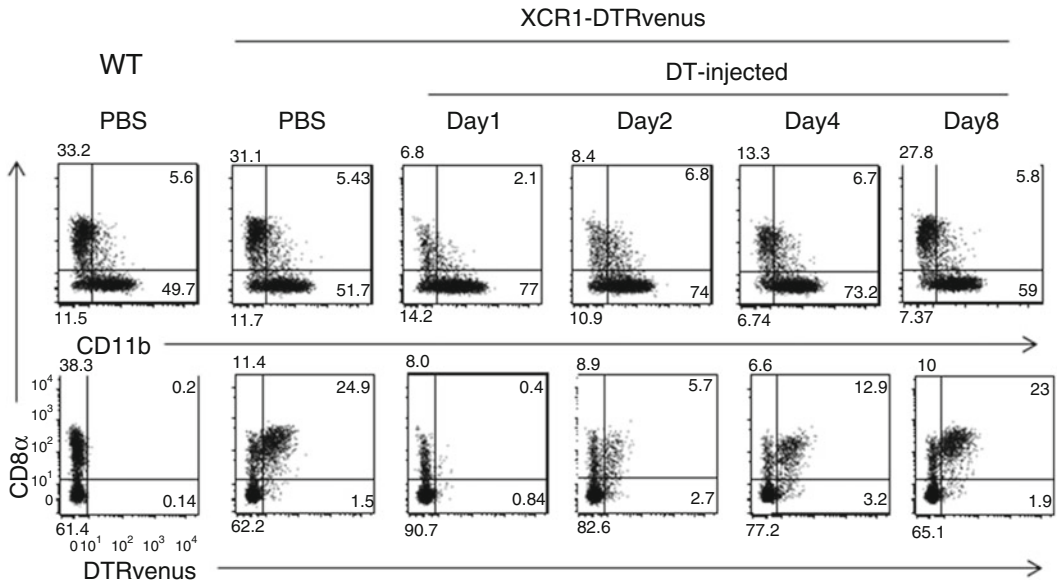 XCR1-DTRvenus
WT
DT-injected
PBS PBS Day1 Day2 Day4 Day8
33.2 31.1 6.8 8.4 13.3 27.8
5.6 5.43 2.1 6.8 6.7 5.8
49.7 51.7 77 74 73.2 59
11.5 11.7 14.2 10.9 6.74 7.37
CD11b
38.3 11.4 8.0 8.9 6.6 10
0.2 24.9 0.4 5.7 12.9 23
10⁴
10³
10²
10¹
0
CD8α
0.14 1.5 0.84 2.7 3.2 1.9
61.4 62.2 90.7 82.6 77.2 65.1
0 10¹ 10² 10³ 10⁴
DTRvenus